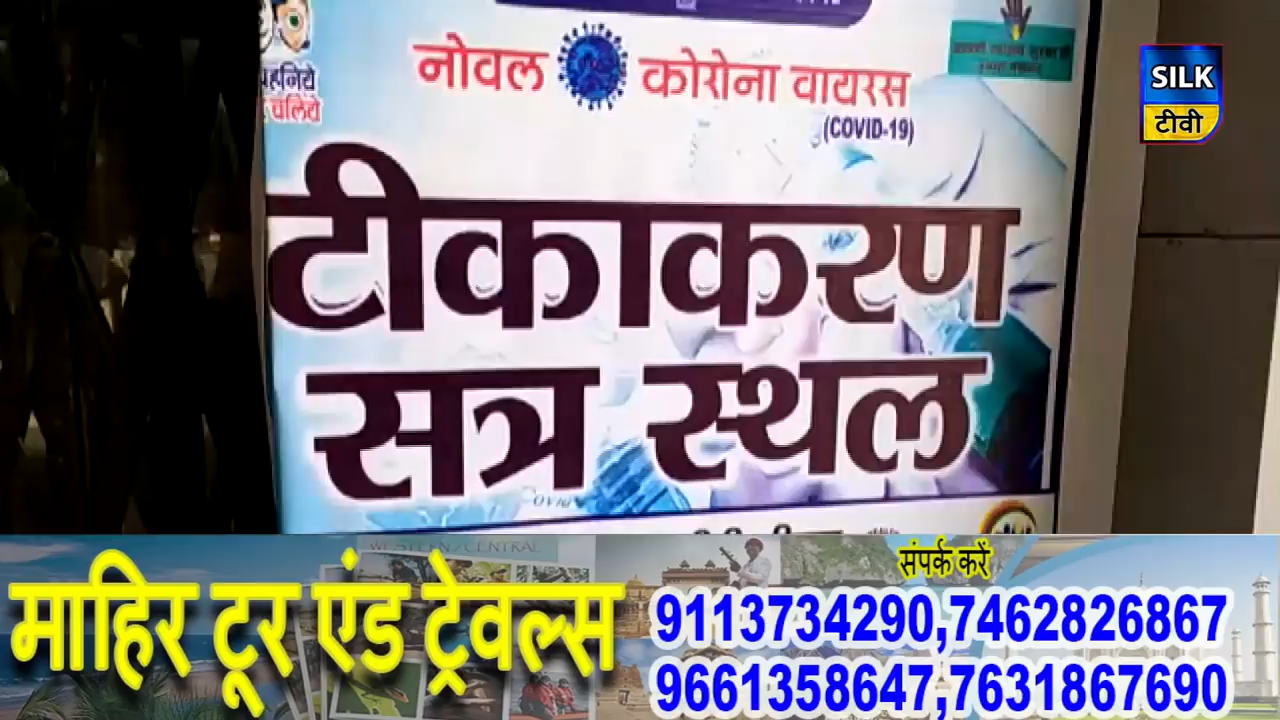 नोवल कोरोना वायरस
(COVID-19)
SILK
टीवी
टीकाकरण
सत्र स्थल
माहिर टूर एंड ट्रेवल्स
संपर्क करें
9113734290,7462826867
9661358647,7631867690